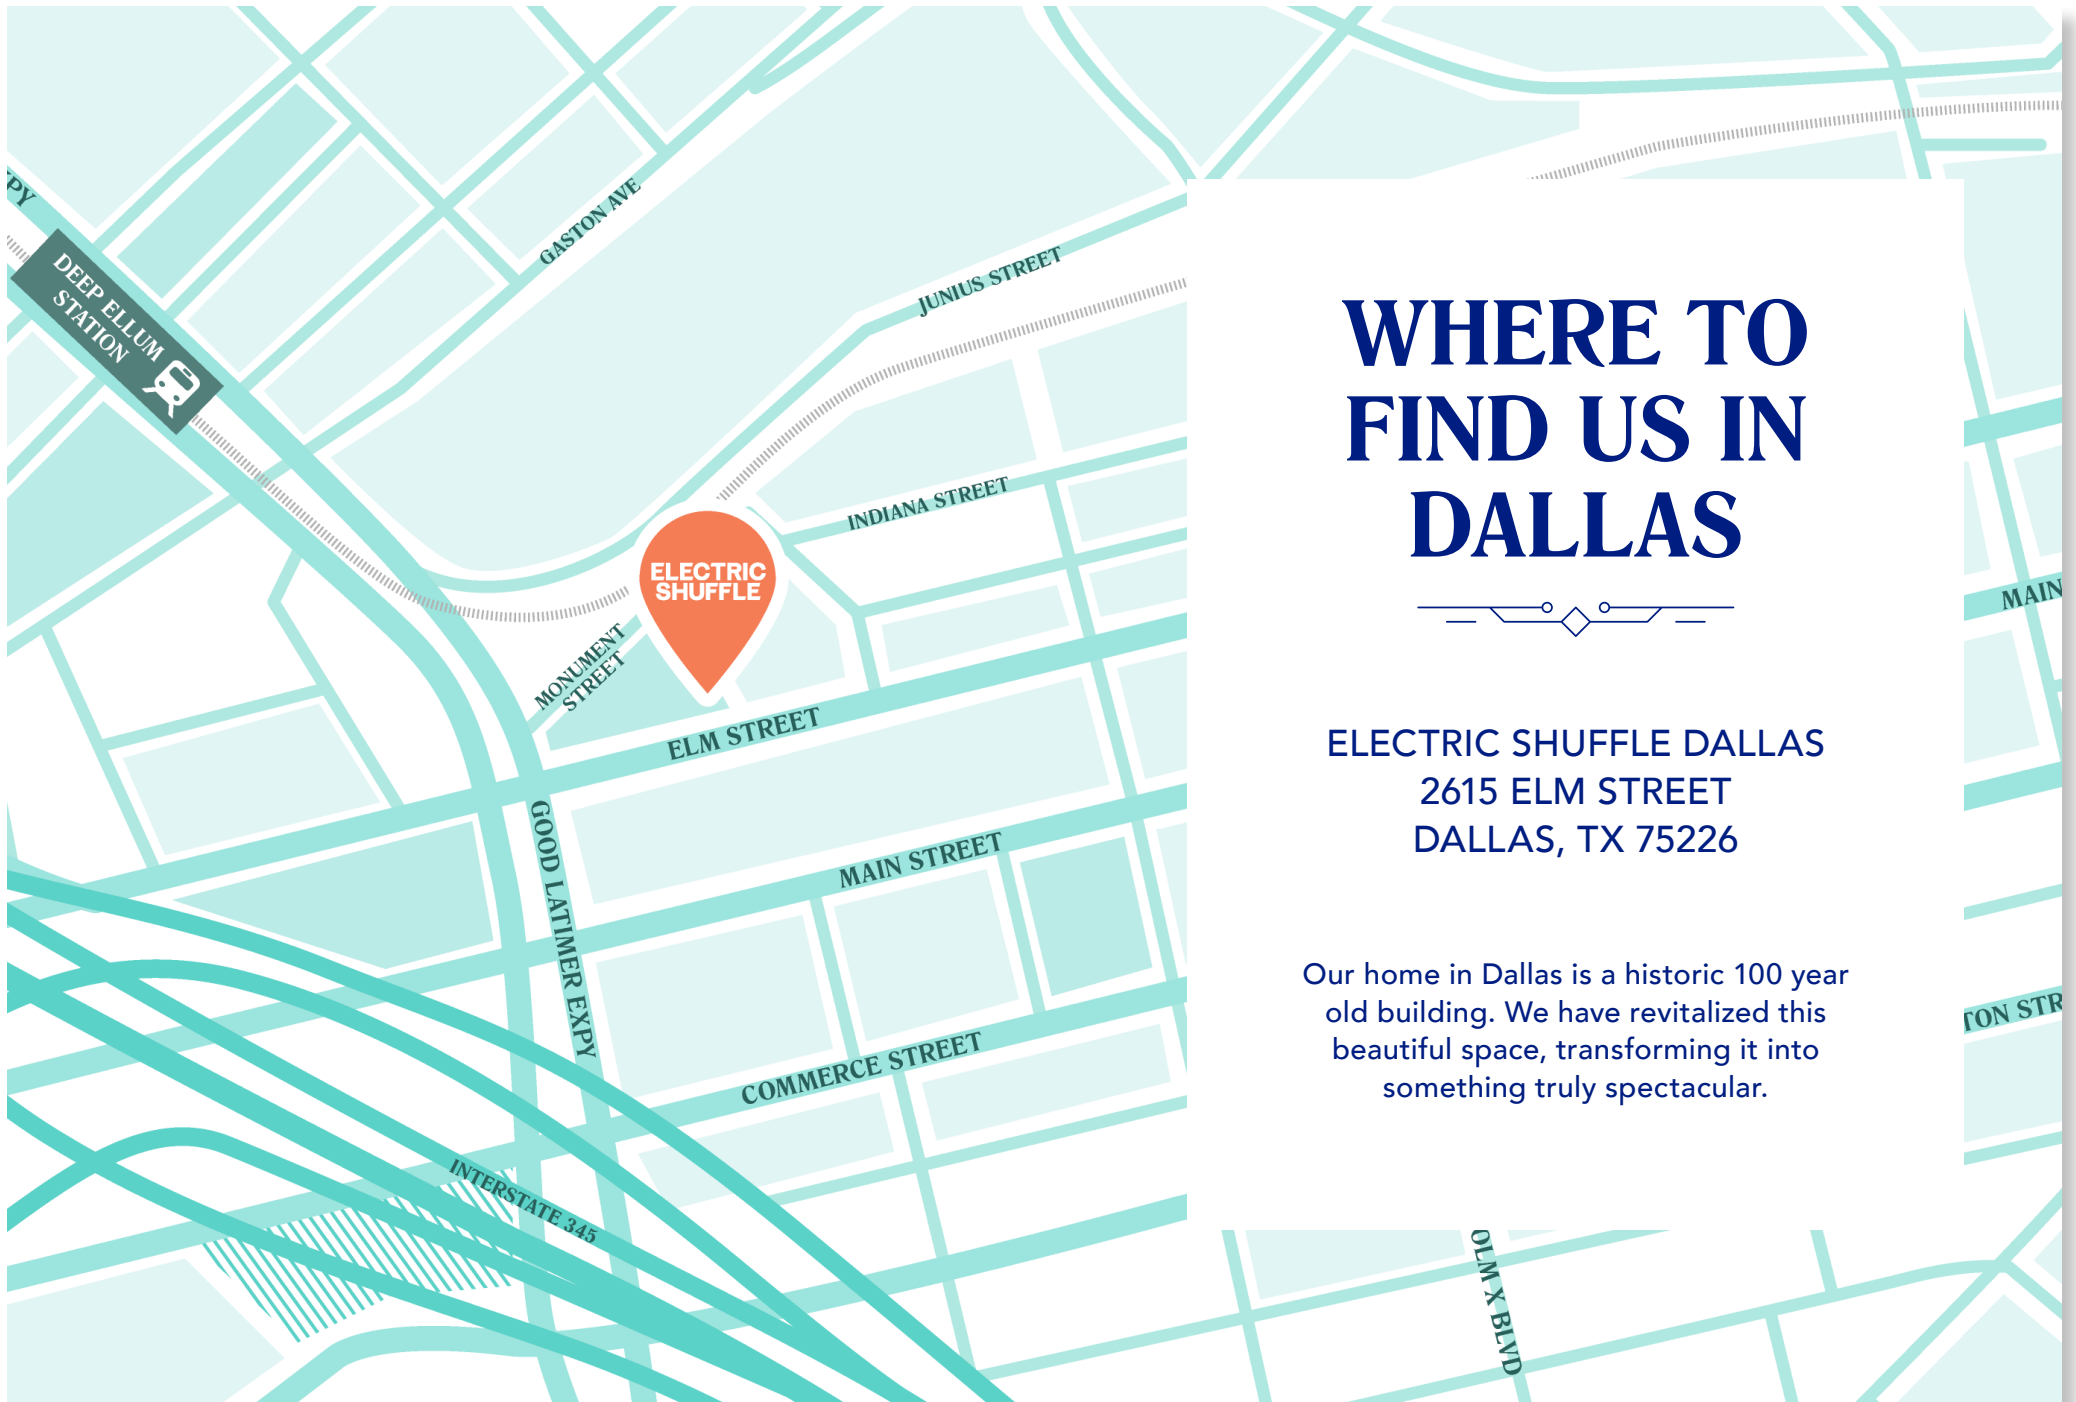 XPY
DEEP ELLUM
STATION
GASTON AVE
JUNIUS STREET
INDIANA STREET
ELECTRIC
SHUFFLE
MONUMENT
STREET
ELM STREET
GOOD LATIMER EXPY
MAIN STREET
COMMERCE STREET
INTERSTATE 345
WHERE TO
FIND US IN
DALLAS
ELECTRIC SHUFFLE DALLAS
2615 ELM STREET
DALLAS, TX 75226
Our home in Dallas is a historic 100 year
old building. We have revitalized this
beautiful space, transforming it into
something truly spectacular.
MAIN
TON STR
OLM X BLVD